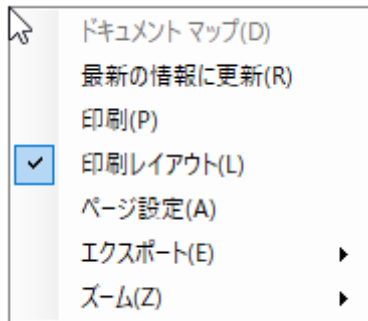 ドキュメント マップ(D)
最新の情報に更新(R)
印刷(P)
印刷レイアウト(L)
ページ設定(A)
エクスポート(E)
ズーム(Z)